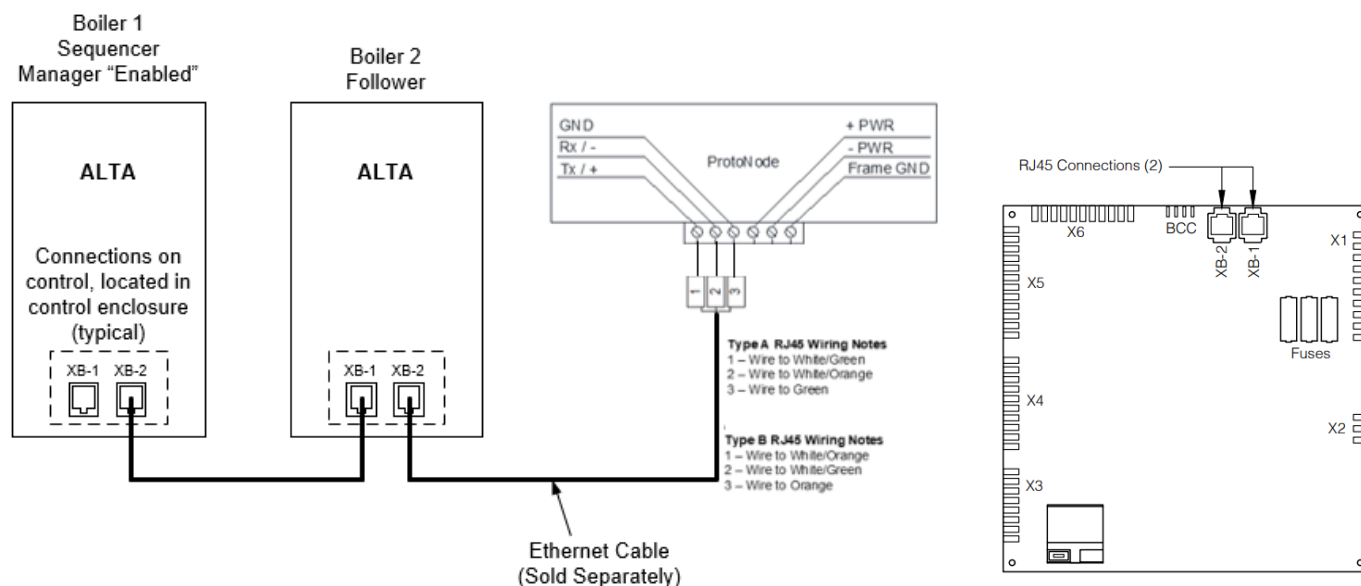 Boiler 1
Sequencer
Manager “Enabled”
ALTA
Connections on
control, located in
control enclosure
(typical)
XB-1 XB-2
Boiler 2
Follower
ALTA
XB-1 XB-2
GND
Rx / -
Tx / +
ProtoNode
+ PWR
- PWR
Frame GND
1 2 3
Type A RJ45 Wiring Notes
1 – Wire to White/Green
2 – Wire to White/Orange
3 – Wire to Green
Type B RJ45 Wiring Notes
1 – Wire to White/Orange
2 – Wire to White/Green
3 – Wire to Orange
Ethernet Cable
(Sold Separately)
RJ45 Connections (2)
X6
BCC
XB-2
XB-1
X1
X5
Fuses
X4
X2
X3